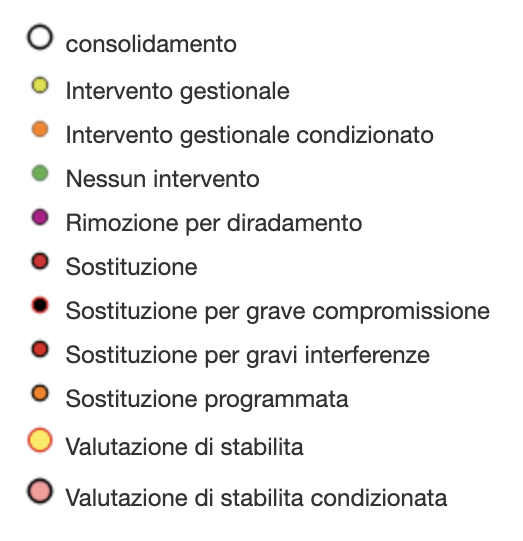 consolidamento
Intervento gestionale
Intervento gestionale condizionato
Nessun intervento
Rimozione per diradamento
Sostituzione
Sostituzione per grave compromissione
Sostituzione per gravi interferenze
Sostituzione programmata
Valutazione di stabilita
Valutazione di stabilita condizionata